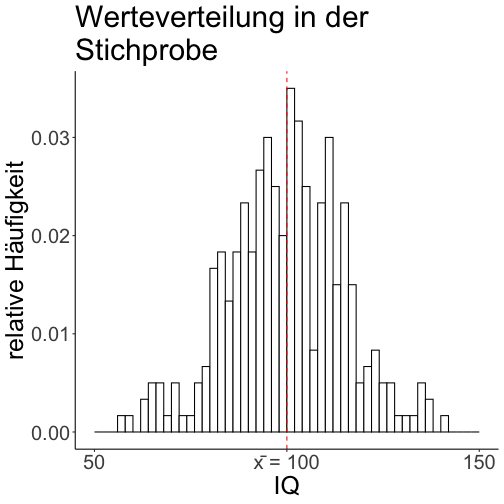 Werteverteilung in der
Stichprobe
relative Häufigkeit
0.03
0.02
0.01
0.00
50
x̄ = 100
150
IQ